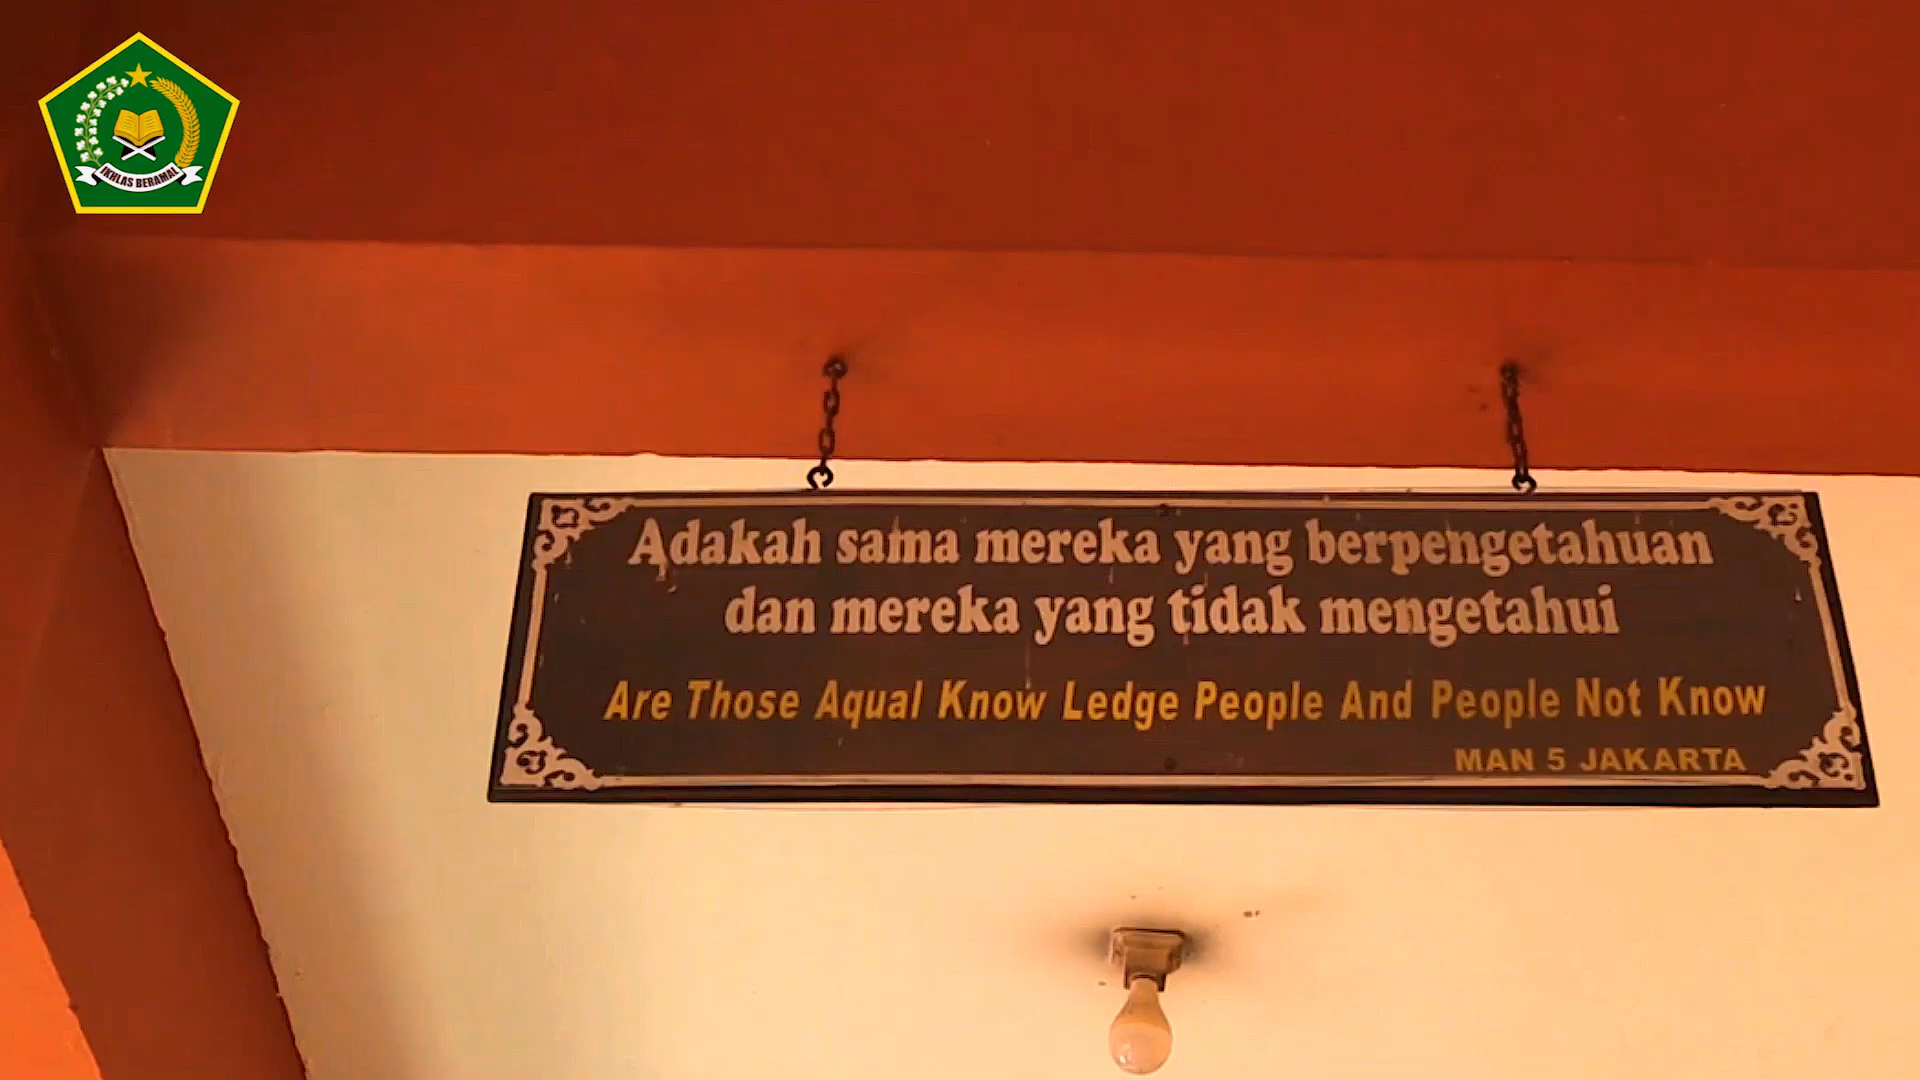 IKHLAS BERAMAL
Adakah sama mereka yang berpengetahuan
dan mereka yang tidak mengetahui
Are Those Aqual Know Ledge People And People Not Know
MAN 5 JAKARTA